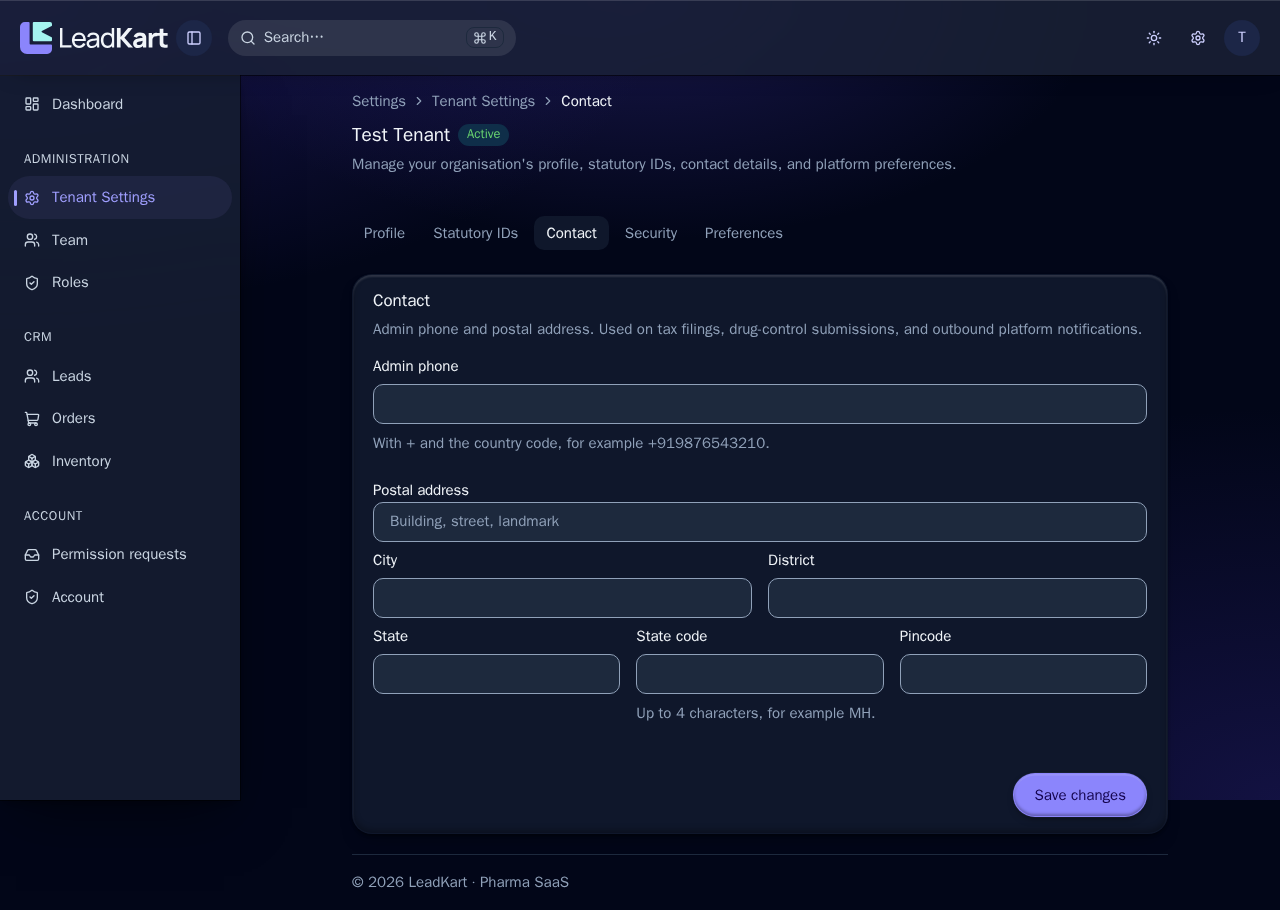 LeadKart
Search…
⌘K
T
Dashboard
ADMINISTRATION
Tenant Settings
Team
Roles
CRM
Leads
Orders
Inventory
ACCOUNT
Permission requests
Account
Settings > Tenant Settings > Contact
Test Tenant Active
Manage your organisation's profile, statutory IDs, contact details, and platform preferences.
Profile Statutory IDs Contact Security Preferences
Contact
Admin phone and postal address. Used on tax filings, drug-control submissions, and outbound platform notifications.
Admin phone
With + and the country code, for example +919876543210.
Postal address
Building, street, landmark
City District
State State code Pincode
Up to 4 characters, for example MH.
Save changes
© 2026 LeadKart · Pharma SaaS